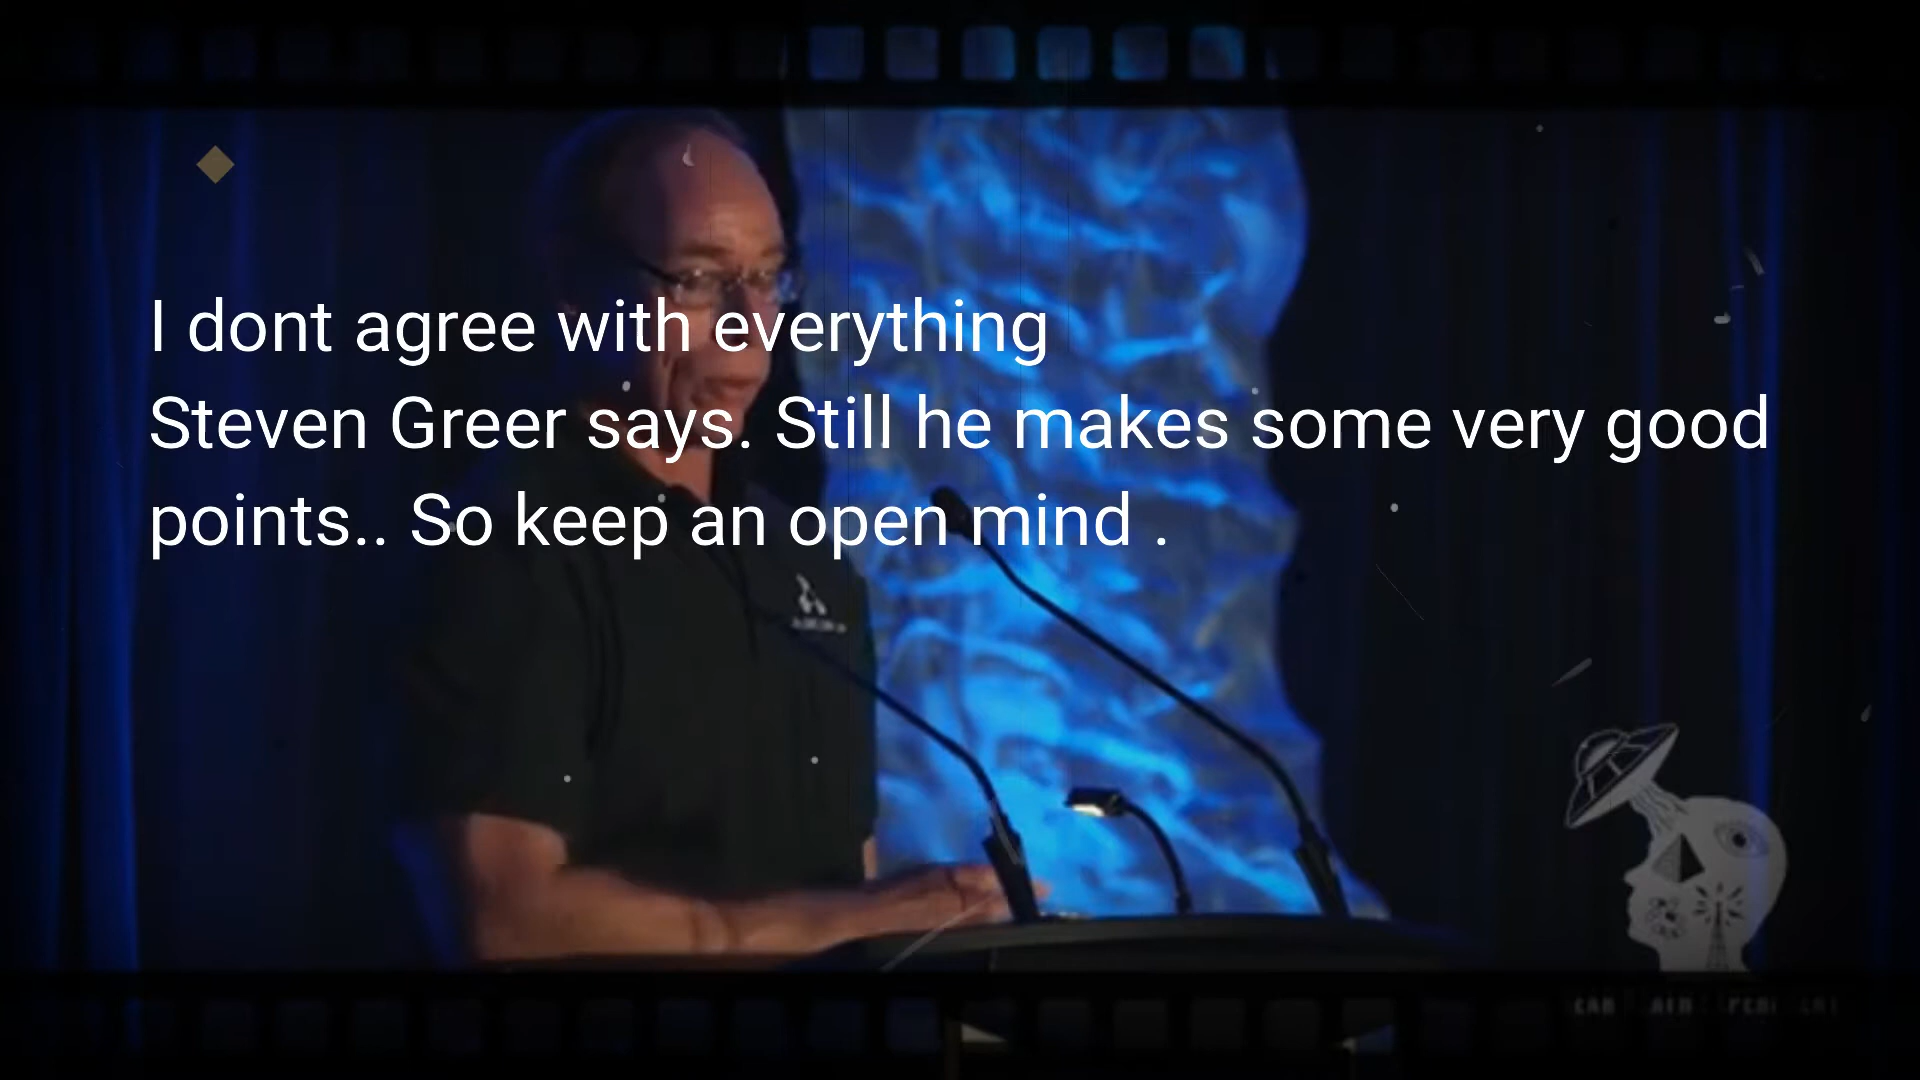 I dont agree with everything
Steven Greer says. Still he makes some very good
points.. So keep an open mind .